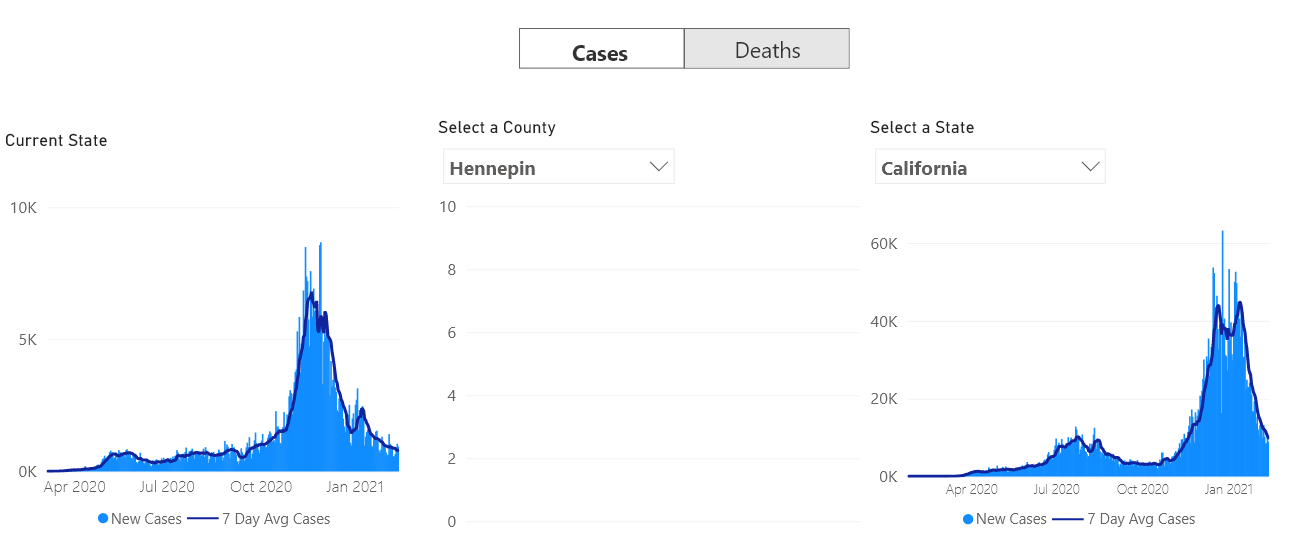 Cases
Deaths
Current State
Select a County
Select a State
Hennepin
California
10K
5K
0K
Apr 2020
Jul 2020
Oct 2020
Jan 2021
New Cases
7 Day Avg Cases
10
8
6
4
2
0
60K
40K
20K
0K
Apr 2020
Jul 2020
Oct 2020
Jan 2021
New Cases
7 Day Avg Cases